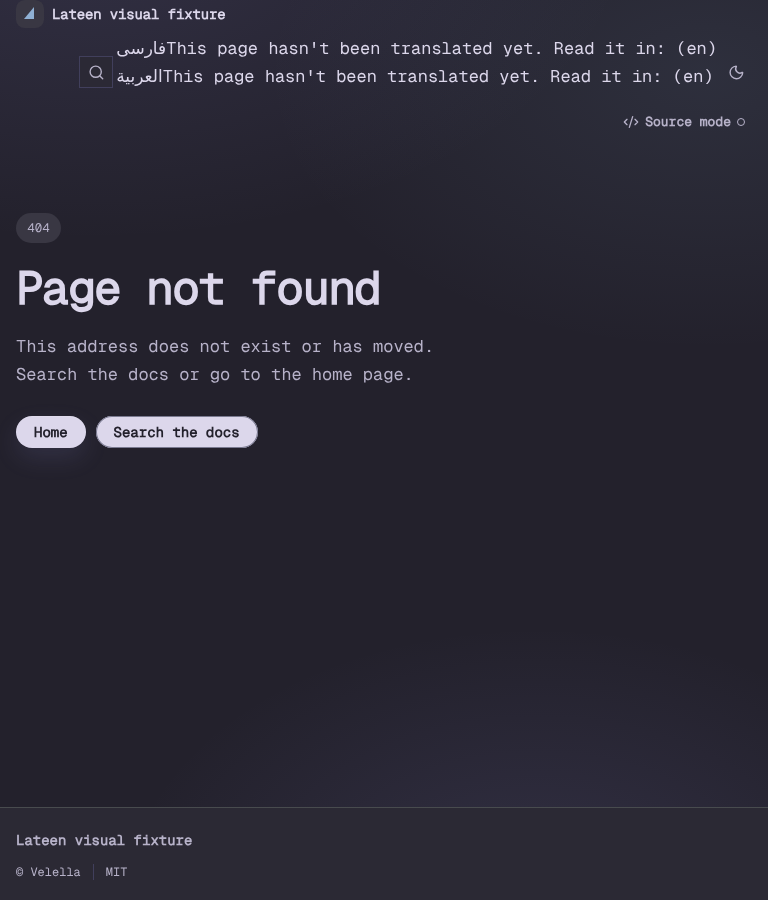 Lateen visual fixture
فارسیThis page hasn't been translated yet. Read it in: (en)
العربيةThis page hasn't been translated yet. Read it in: (en)
</> Source mode
404
Page not found
This address does not exist or has moved.
Search the docs or go to the home page.
Home
Search the docs
Lateen visual fixture
© Velella
MIT